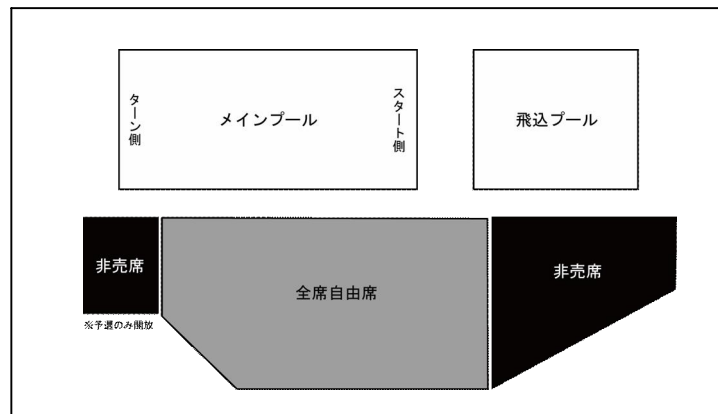 ターン側
メインプール
スタート側
飛込プール
非売席
全席自由席
非売席
※予選のみ開放